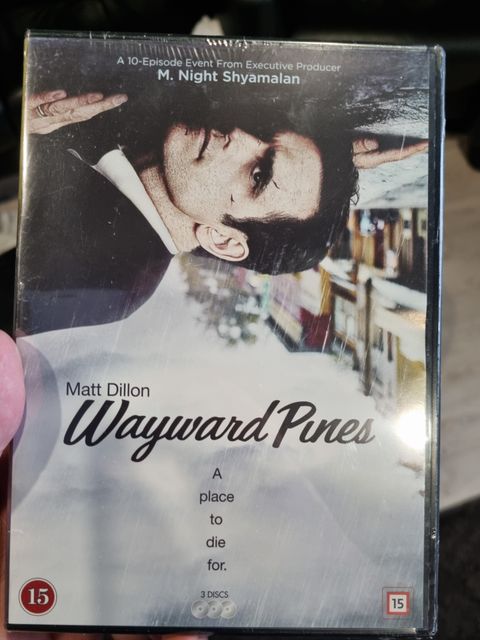 A 10-Episode Event From Executive Producer
M. Night Shyamalan
Matt Dillon
Wayward Pines
A
place
to
die
for.
3 DISCS
15
15